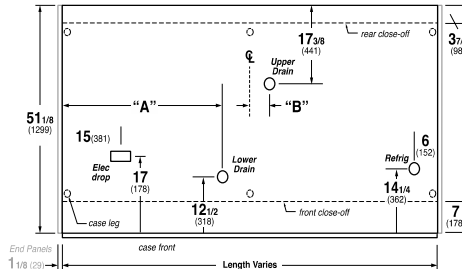 17 3/8
(441)
rear close-off
3 7/
(98
℄
Upper
Drain
"A"
"B"
51 1/8
(1299)
15 (381)
Elec
drop
17
(178)
Lower
Drain
6
(152)
Refrig
12 1/2
(318)
14 1/4
(362)
case leg
front close-off
7
(178
End Panels
1 1/8 (29)
case front
Length Varies